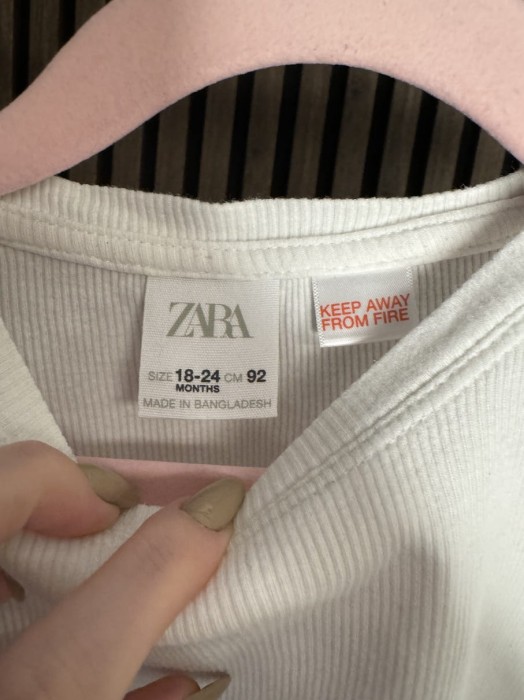 ZARA
SIZE 18-24 CM 92
MONTHS
MADE IN BANGLADESH
KEEP AWAY
FROM FIRE